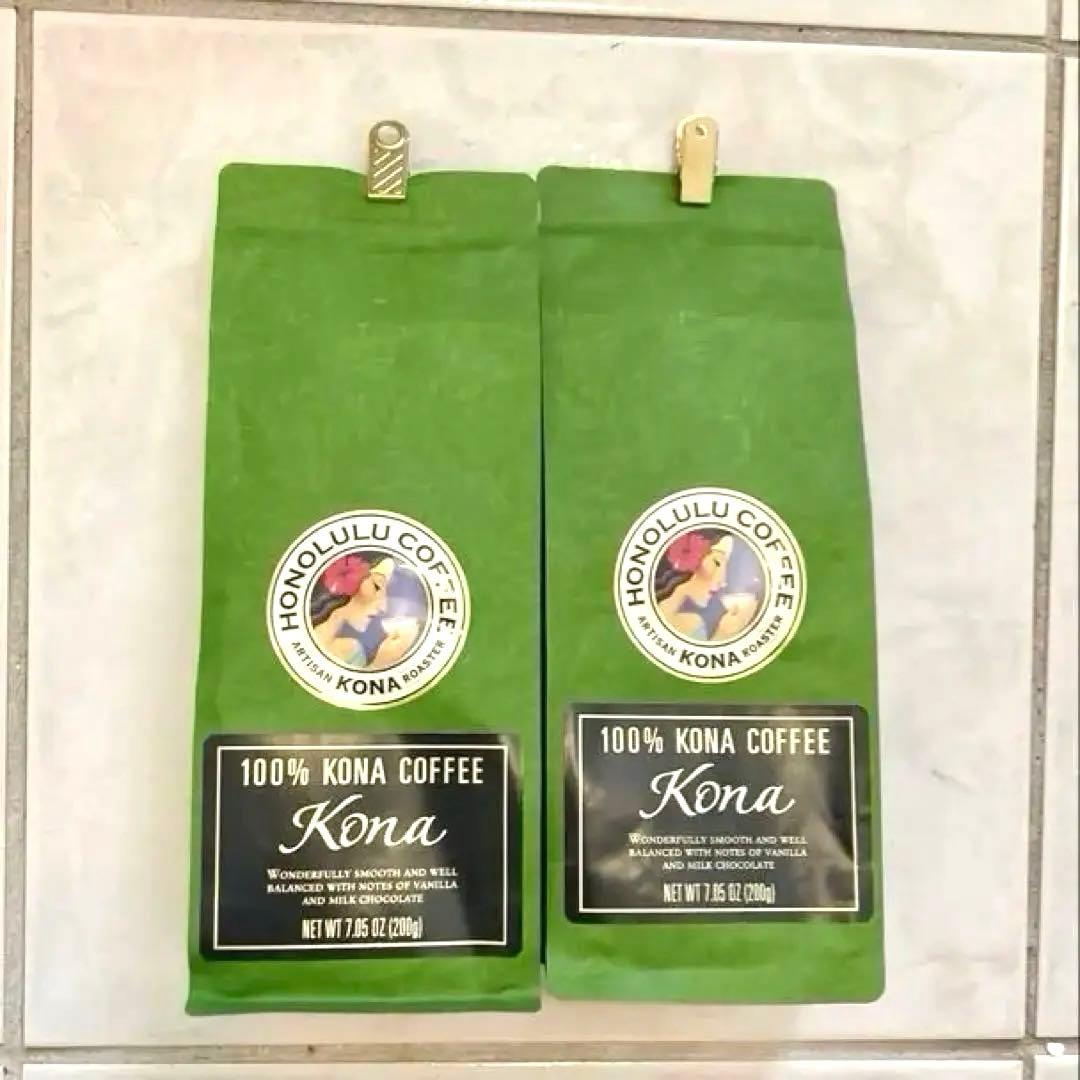 HONOLULU COFFEE
ARTISAN KONA ROASTER
100% KONA COFFEE
Kona
WONDERFULLY SMOOTH AND WELL
BALANCED WITH NOTES OF VANILLA
AND MILK CHOCOLATE
NET WT 7.05 OZ (200g)
HONOLULU COFFEE
ARTISAN KONA ROASTER
100% KONA COFFEE
Kona
WONDERFULLY SMOOTH AND WELL
BALANCED WITH NOTES OF VANILLA
AND MILK CHOCOLATE
NET WT 7.05 OZ (200g)